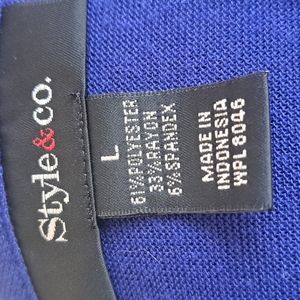 Style&co.
L
61%POLYESTER
33%RAYON
6%SPANDEX
MADE IN
INDONESIA
WPL 8046